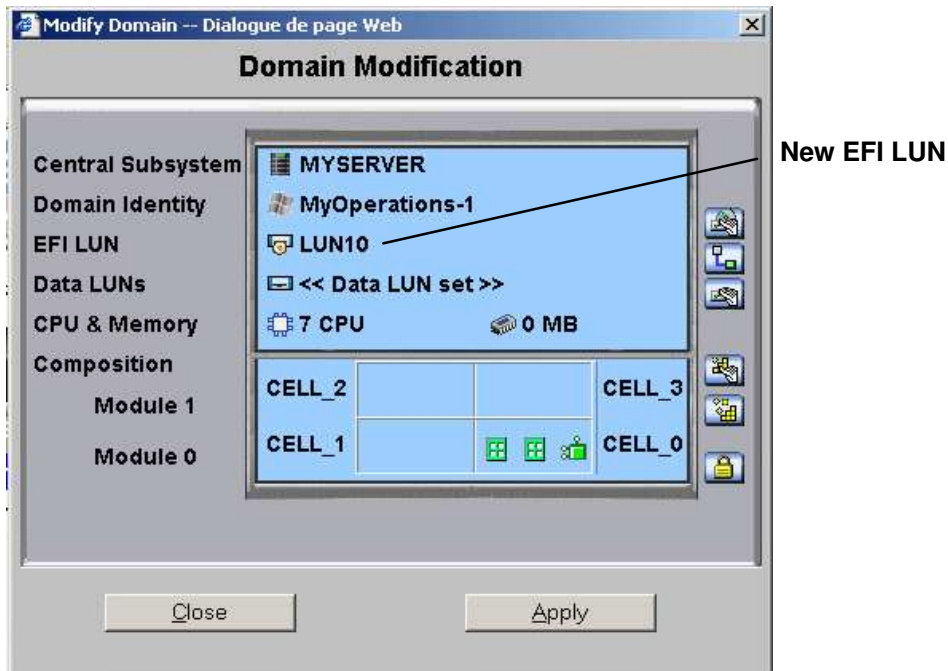 Modify Domain -- Dialogue de page Web
Domain Modification
Central Subsystem MYSERVER
New EFI LUN
Domain Identity MyOperations-1
EFI LUN LUN10
Data LUNs << Data LUN set >>
CPU & Memory 7 CPU 0 MB
Composition
CELL_2 CELL_3
Module 1
CELL_1 CELL_0
Module 0
Close Apply